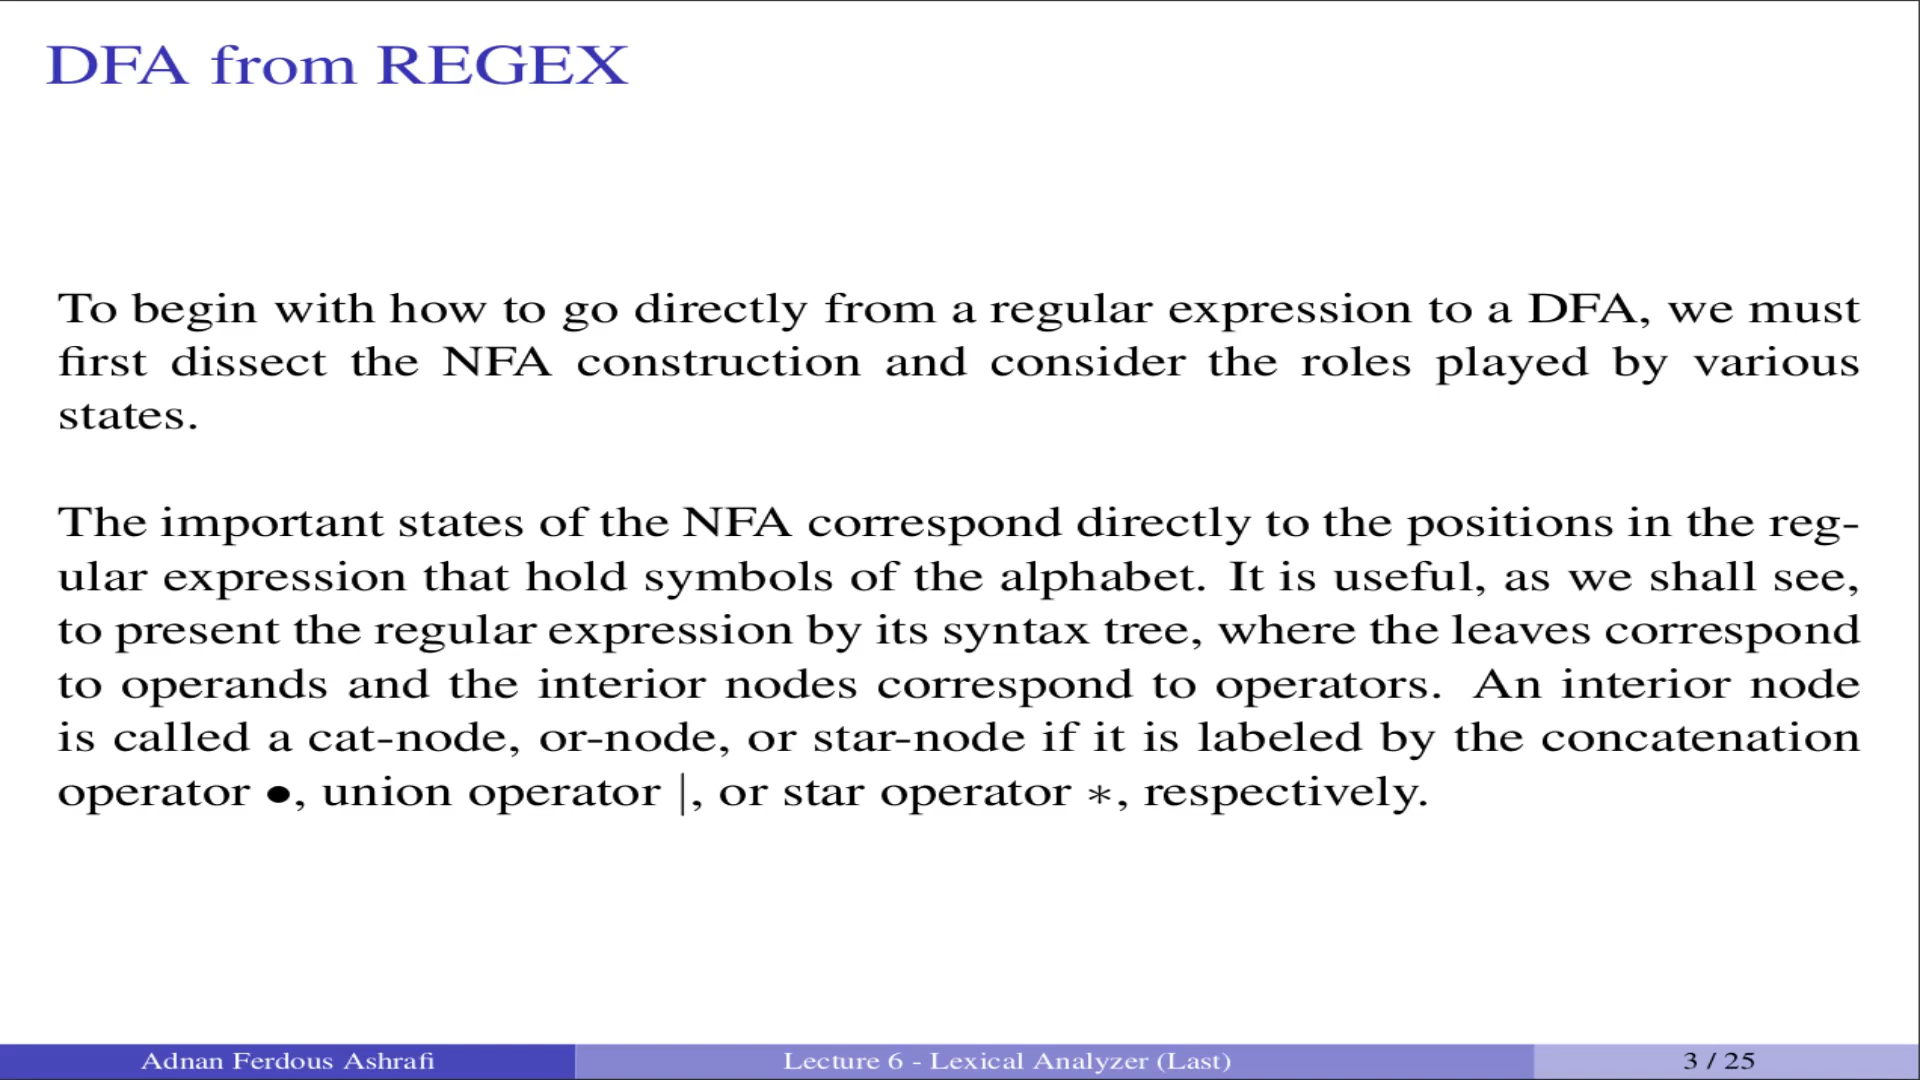 DFA from REGEX
To begin with how to go directly from a regular expression to a DFA, we must
first dissect the NFA construction and consider the roles played by various
states.
The important states of the NFA correspond directly to the positions in the reg-
ular expression that hold symbols of the alphabet. It is useful, as we shall see,
to present the regular expression by its syntax tree, where the leaves correspond
to operands and the interior nodes correspond to operators. An interior node
is called a cat-node, or-node, or star-node if it is labeled by the concatenation
operator •, union operator |, or star operator ∗, respectively.
Adnan Ferdous Ashrafi
Lecture 6 - Lexical Analyzer (Last)
3 / 25